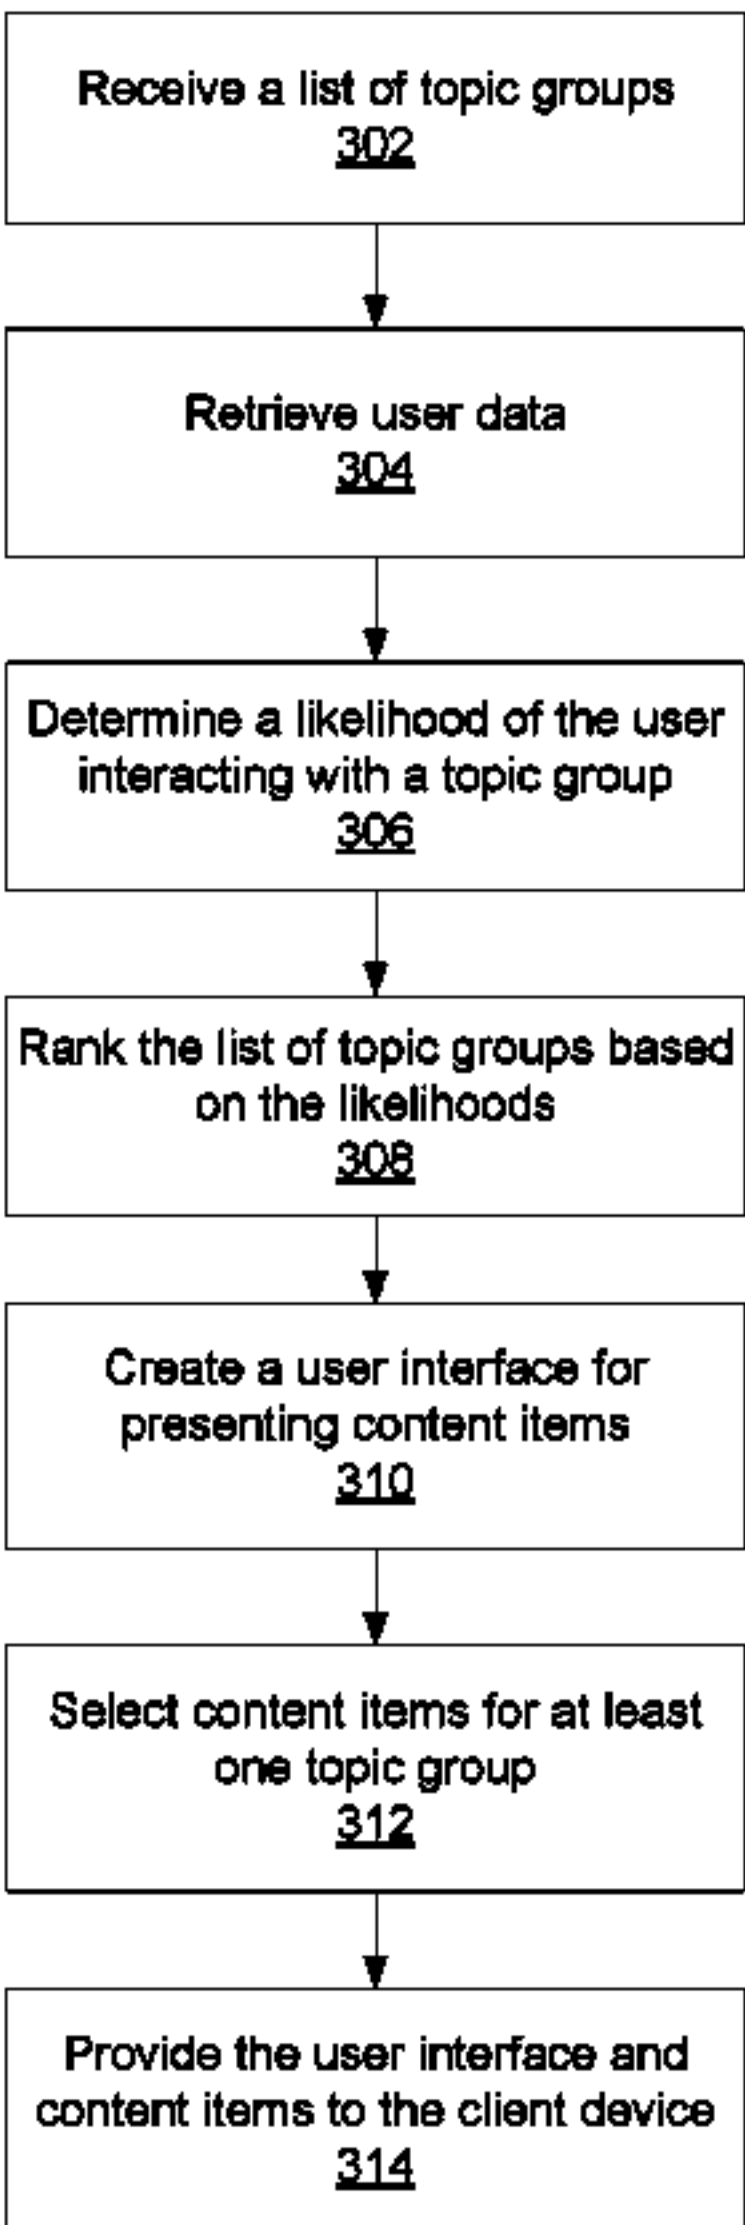 Receive a list of topic groups
302
Retrieve user data
304
Determine a likelihood of the user
interacting with a topic group
306
Rank the list of topic groups based
on the likelihoods
308
Create a user interface for
presenting content items
310
Select content items for at least
one topic group
312
Provide the user interface and
content items to the client device
314